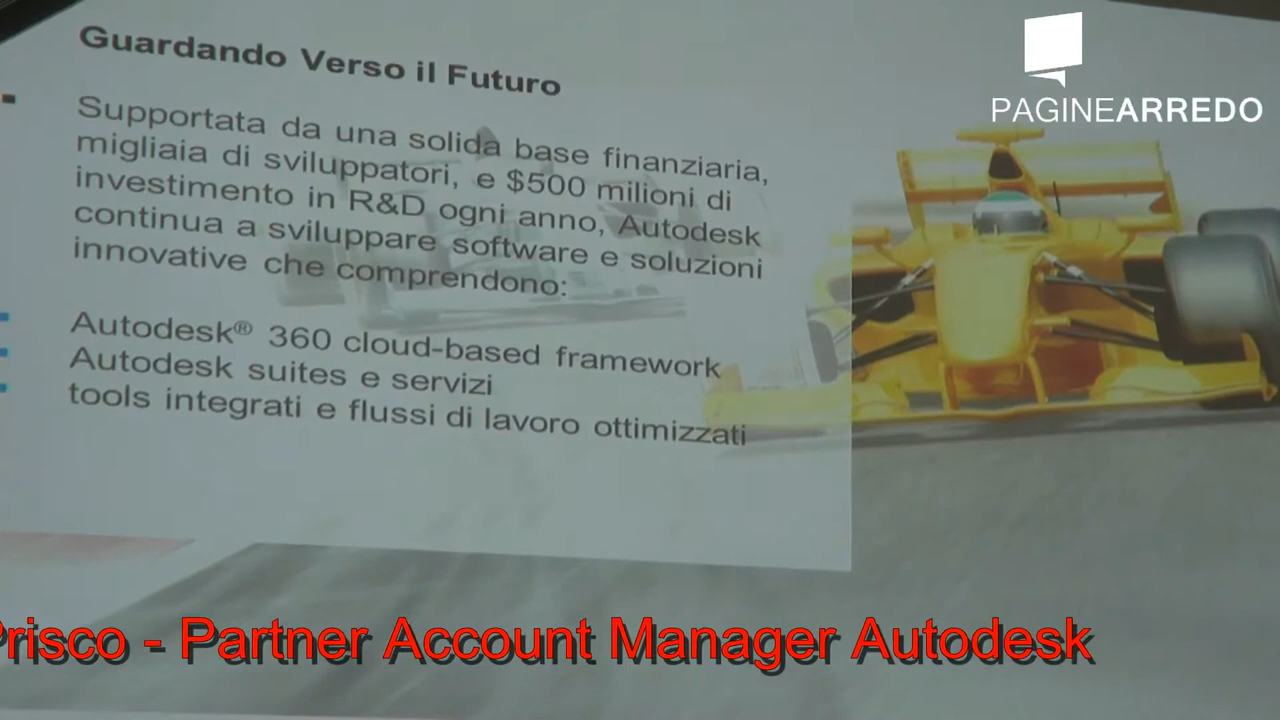 Guardando Verso il Futuro
PAGINEARREDO
Supportata da una solida base finanziaria,
migliaia di sviluppatori, e $500 milioni di
investimento in R&D ogni anno, Autodesk
continua a sviluppare software e soluzioni
innovative che comprendono:
Autodesk® 360 cloud-based framework
Autodesk suites e servizi
tools integrati e flussi di lavoro ottimizzati
Prisco - Partner Account Manager Autodesk